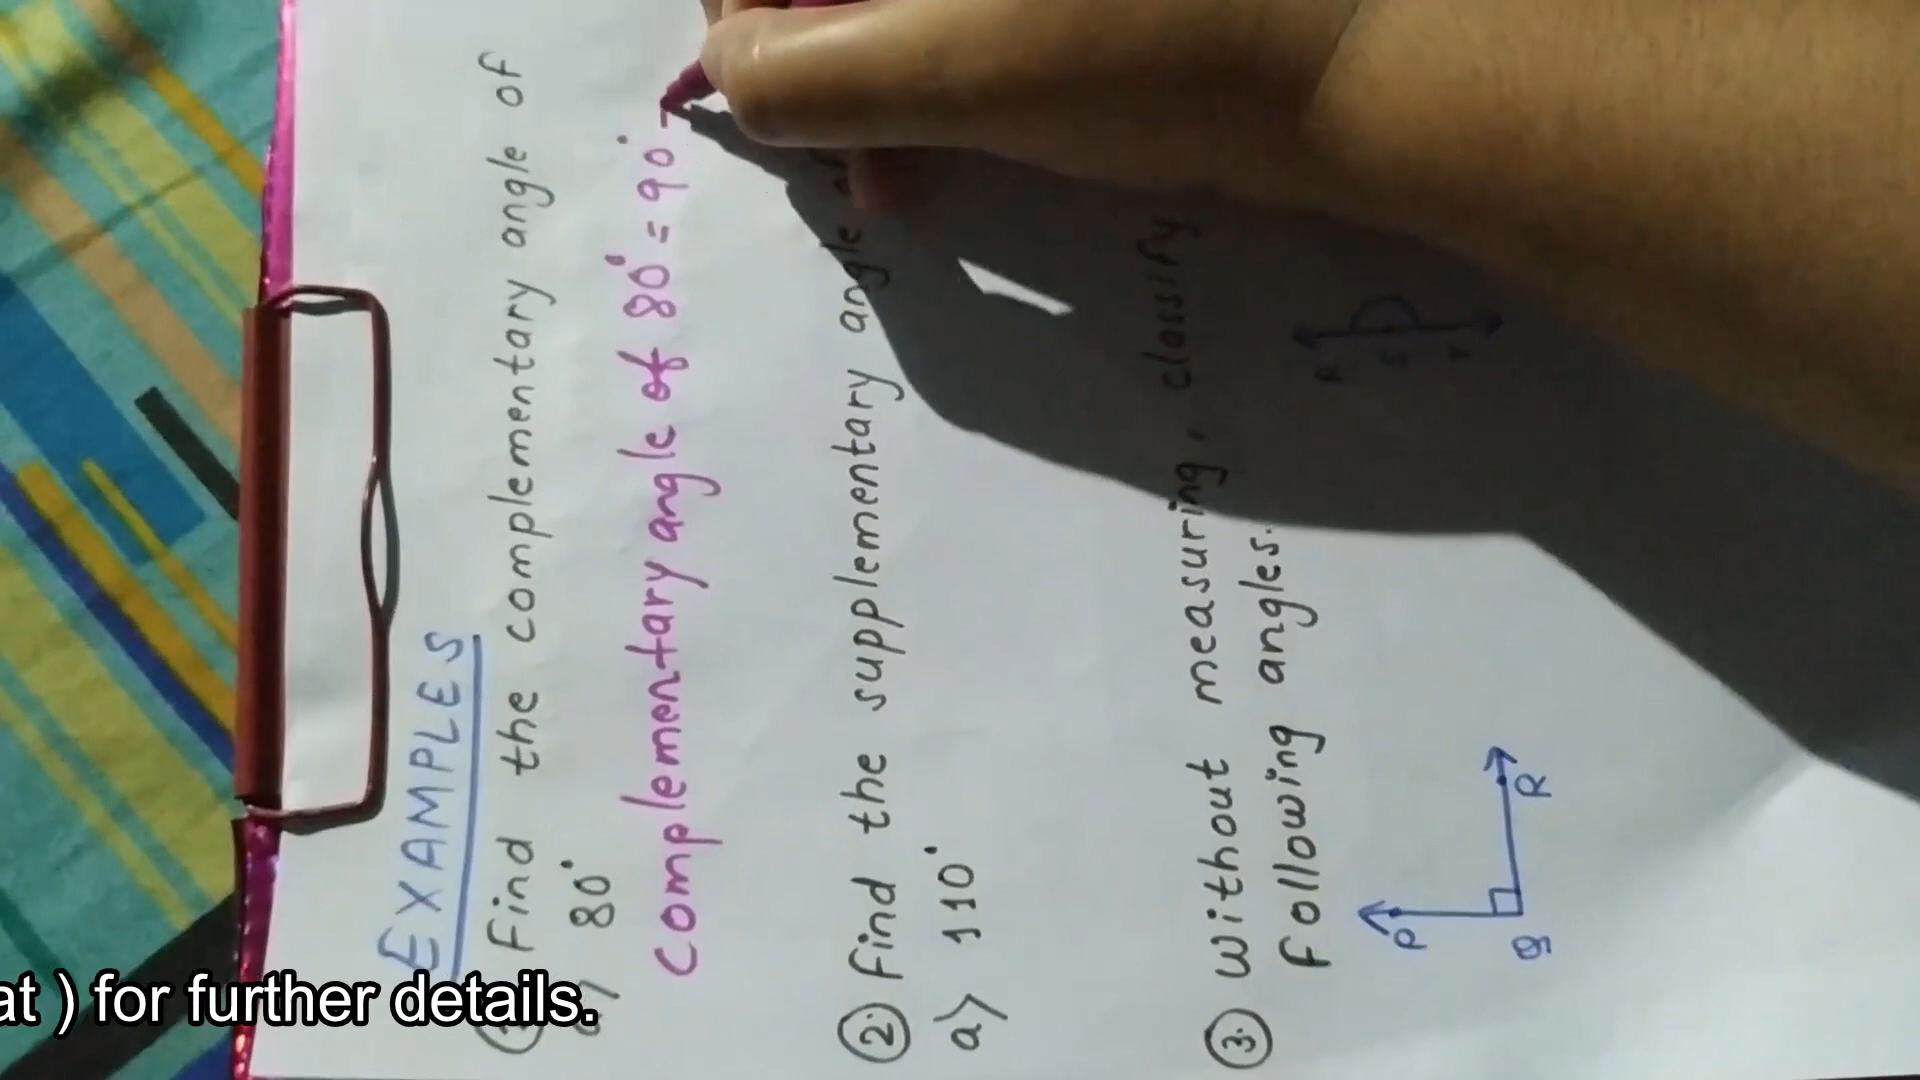 EXAMPLES
Find the complementary angle of
80°
complementary angle of 80° = 90° -
2. Find the supplementary angle
a) 110°
3. Without measuring, classify
following angles.
P
Q
R
at ) for further details.